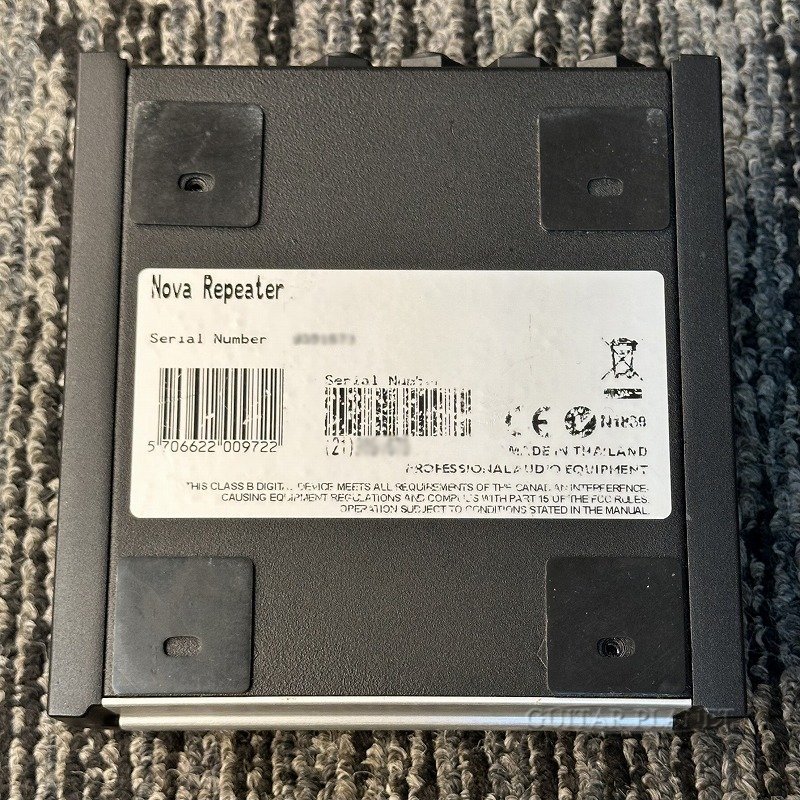 Nova Repeater
Serial Number
Serial Number
5 706622 009722
(21)
CE
N1839
MADE IN THAILAND
PROFESSIONAL AUDIO EQUIPMENT
THIS CLASS B DIGITAL DEVICE MEETS ALL REQUIREMENTS OF THE CANADIAN INTERFERENCE-
CAUSING EQUIPMENT REGULATIONS AND COMPLIES WITH PART 15 OF THE FCC RULES.
OPERATION SUBJECT TO CONDITIONS STATED IN THE MANUAL.
GUITAR PLANET